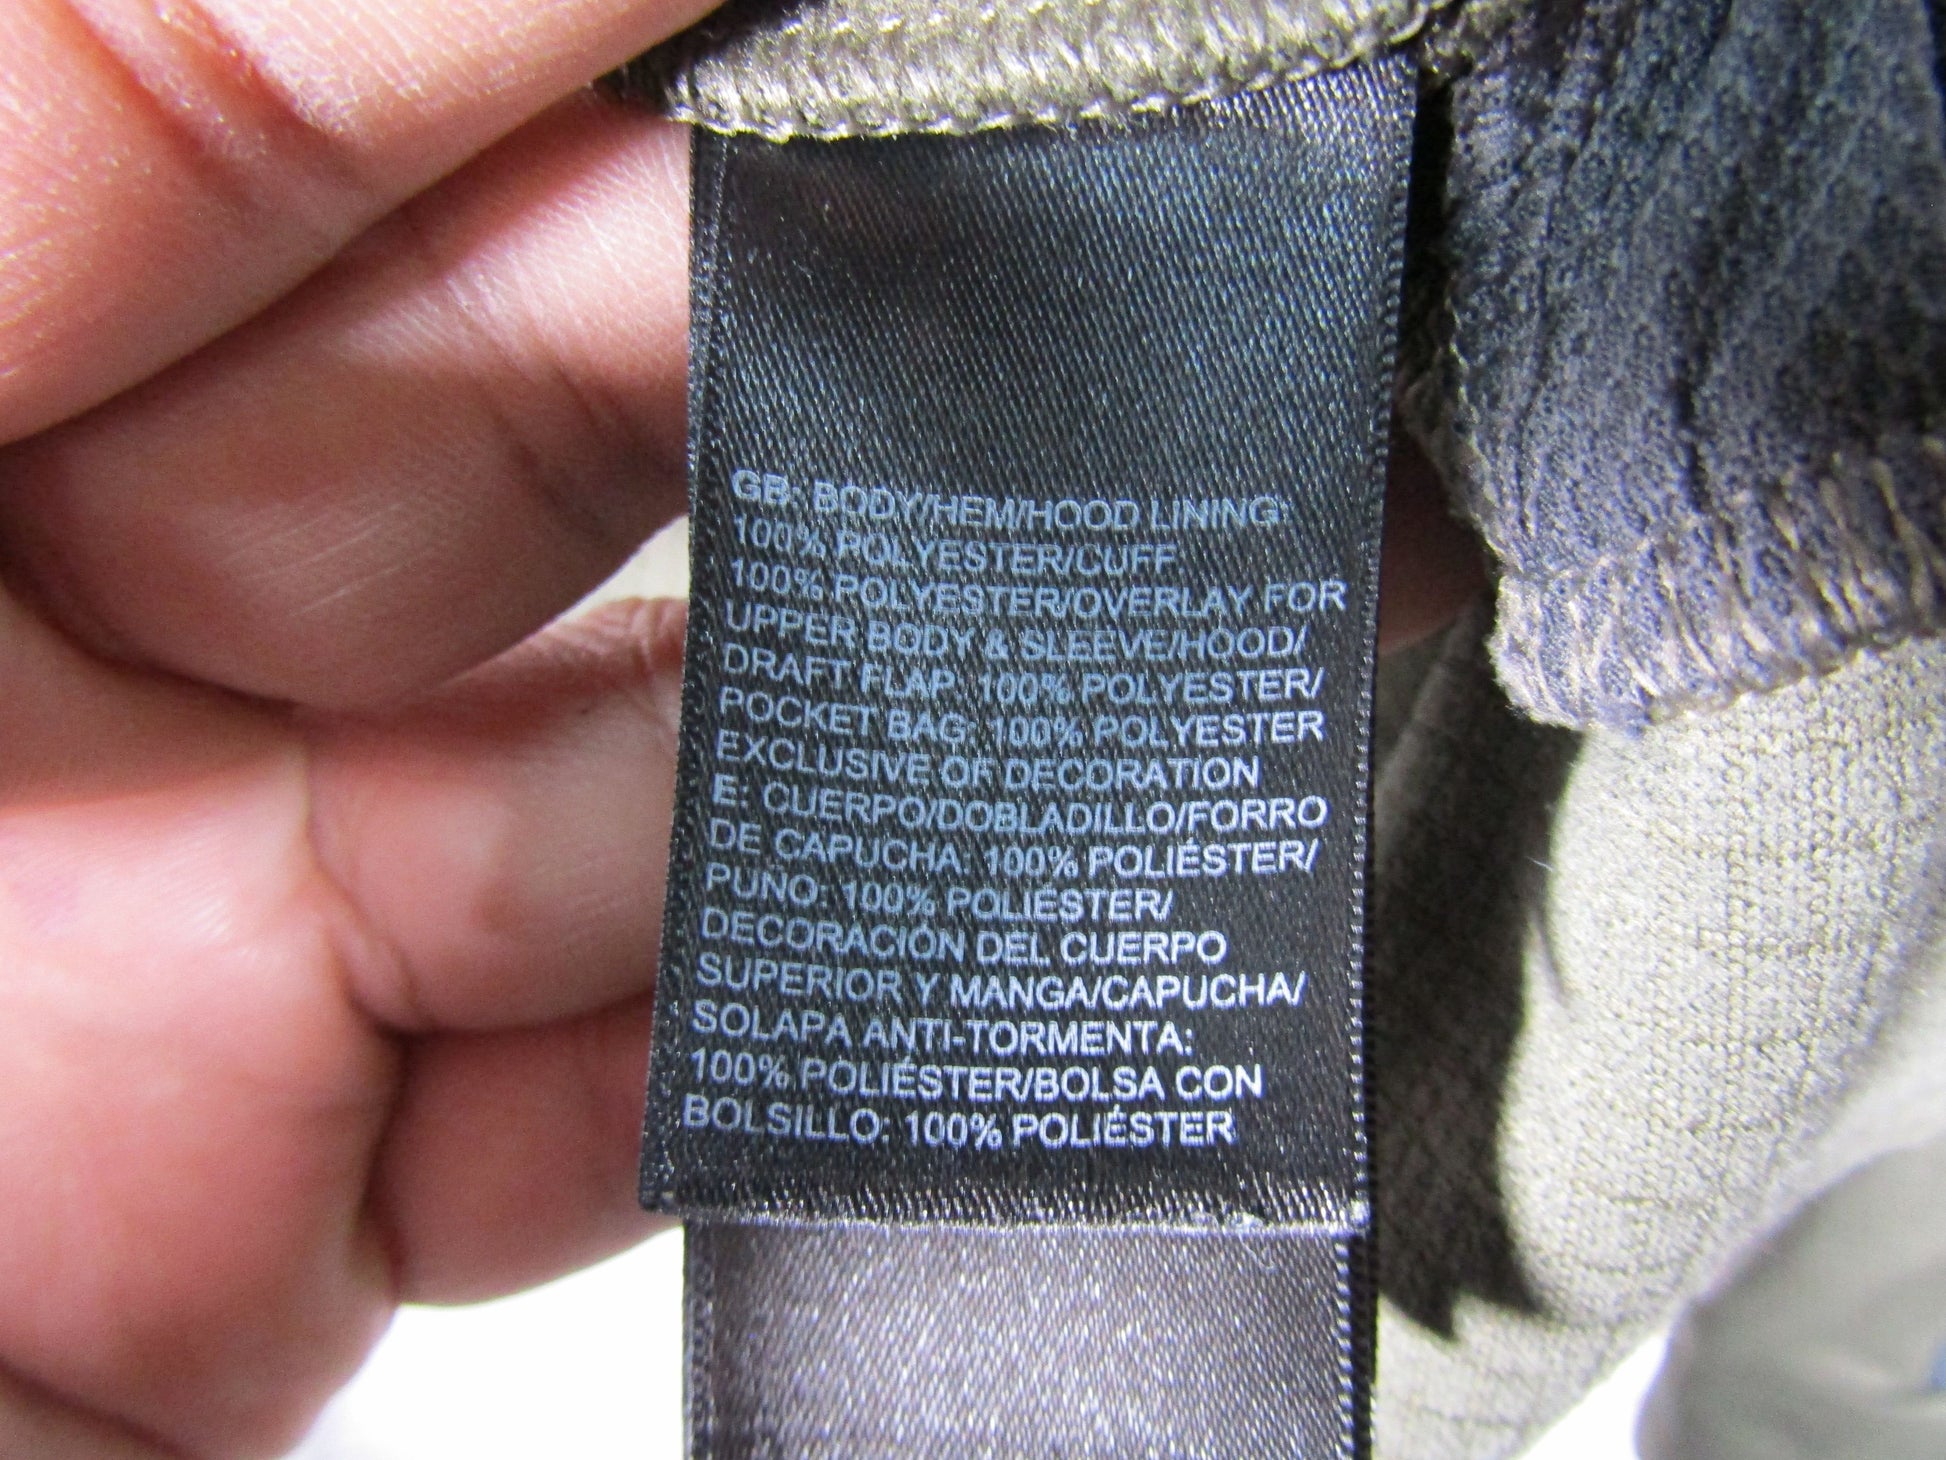 GB: BODY/HEM/HOOD LINING:
100% POLYESTER/CUFF
100% POLYESTER/OVERLAY FOR
UPPER BODY & SLEEVE/HOOD/
DRAFT FLAP: 100% POLYESTER/
POCKET BAG: 100% POLYESTER
EXCLUSIVE OF DECORATION
E: CUERPO/DOBLADILLO/FORRO
DE CAPUCHA: 100% POLIÉSTER/
PUÑO: 100% POLIÉSTER/
DECORACIÓN DEL CUERPO
SUPERIOR Y MANGA/CAPUCHA/
SOLAPA ANTI-TORMENTA:
100% POLIÉSTER/BOLSA CON
BOLSILLO: 100% POLIÉSTER